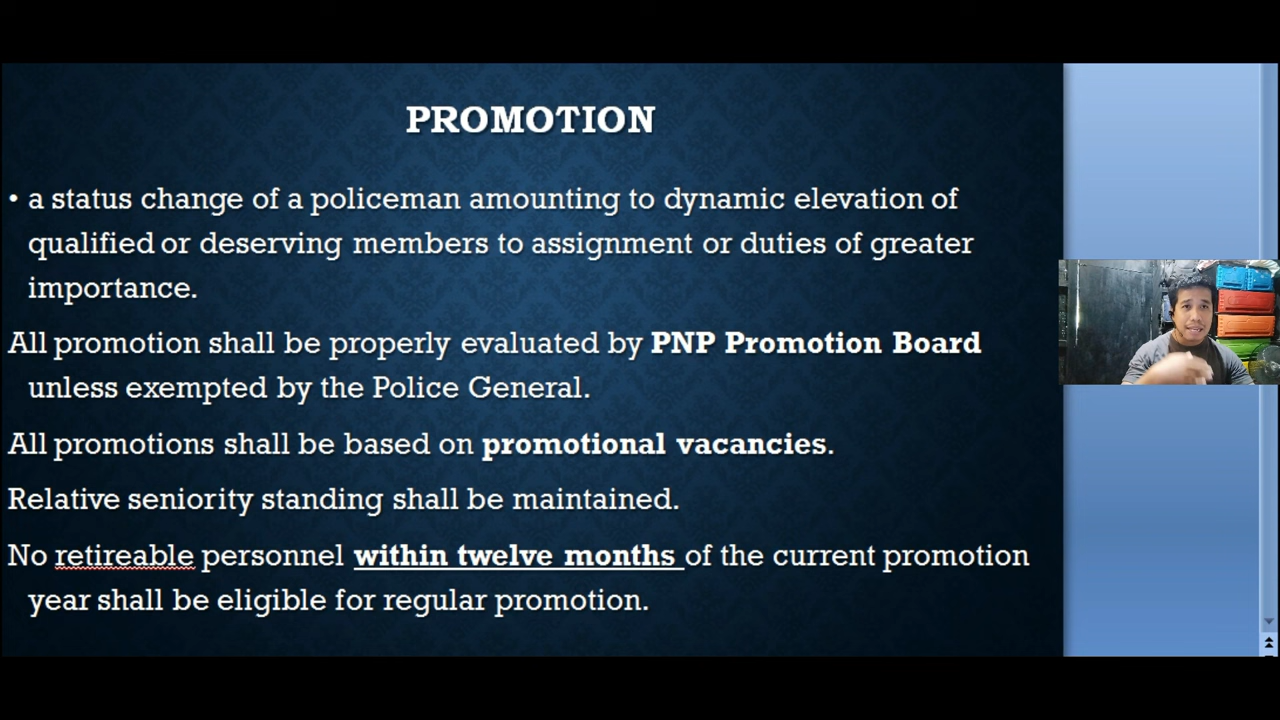 PROMOTION
• a status change of a policeman amounting to dynamic elevation of
qualified or deserving members to assignment or duties of greater
importance.
All promotion shall be properly evaluated by PNP Promotion Board
unless exempted by the Police General.
All promotions shall be based on promotional vacancies.
Relative seniority standing shall be maintained.
No retireable personnel within twelve months of the current promotion
year shall be eligible for regular promotion.